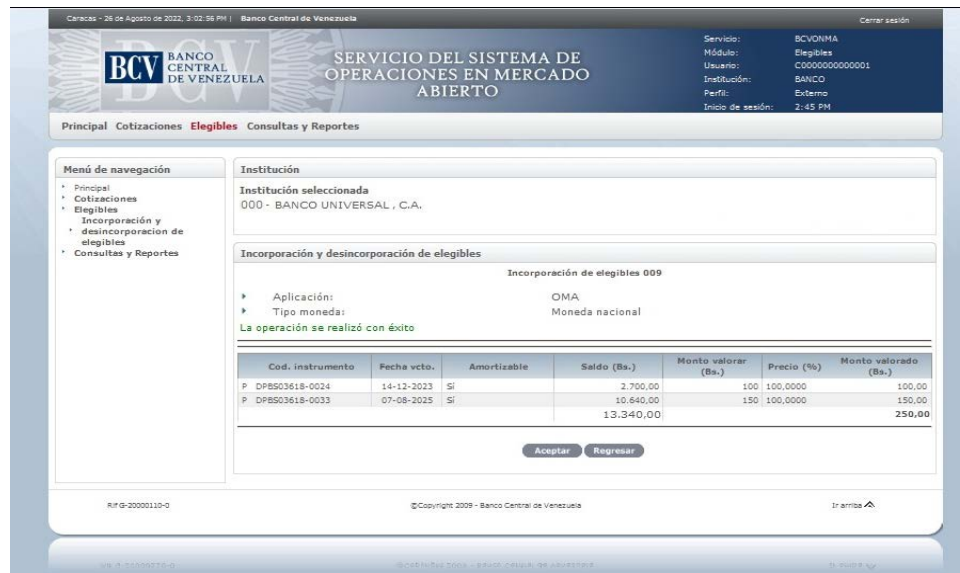 Caracas - 26 de Agosto de 2022, 3:02:56 PM | Banco Central de Venezuela
Cerrar sesión
BCV BANCO CENTRAL DE VENEZUELA
SERVICIO DEL SISTEMA DE
OPERACIONES EN MERCADO
ABIERTO
Servicio: BCVONMA
Módulo: Elegibles
Usuario: C0000000000001
Institución: BANCO
Perfil: Externo
Inicio de sesión: 2:45 PM
Principal Cotizaciones Elegibles Consultas y Reportes
Menú de navegación
Principal
Cotizaciones
Elegibles
Incorporación y
desincorporacion de
elegibles
Consultas y Reportes
Institución
Institución seleccionada
000 - BANCO UNIVERSAL , C.A.
Incorporación y desincorporación de elegibles
Incorporación de elegibles 009
Aplicación: OMA
Tipo moneda: Moneda nacional
La operación se realizó con éxito
Cod. instrumento Fecha vcto. Amortizable Saldo (Bs.) Monto valorar (Bs.) Precio (%) Monto valorado (Bs.)
P DPBS03618-0024 14-12-2023 Sí 2.700,00 100 100,0000 100,00
P DPBS03618-0033 07-08-2025 Sí 10.640,00 150 100,0000 150,00
13.340,00 250,00
Aceptar Regresar
Rif G-20000110-0
©Copyright 2009 - Banco Central de Venezuela
Ir arriba